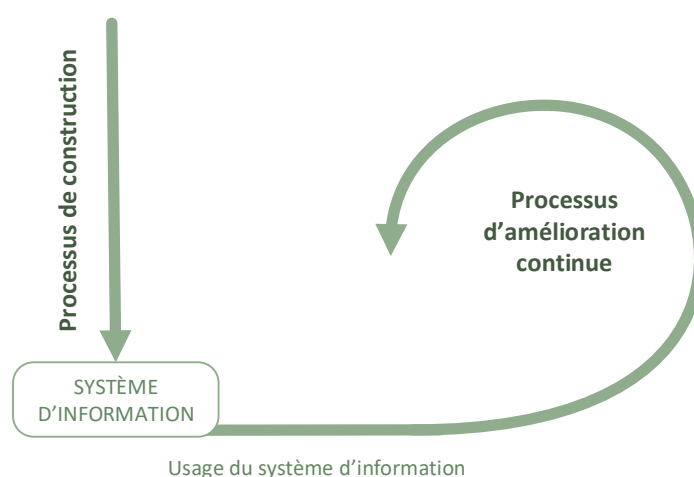 Processus de construction
Processus
d’amélioration
continue
SYSTÈME
D’INFORMATION
Usage du système d’information